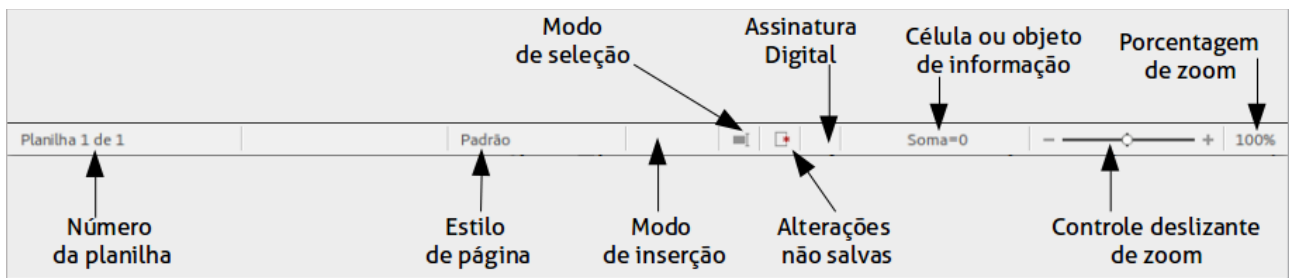 Modo
de seleção
Assinatura
Digital
Célula ou objeto
de informação
Porcentagem
de zoom
Planilha 1 de 1
Padrão
Soma=0
100%
Número
da planilha
Estilo
de página
Modo
de inserção
Alterações
não salvas
Controle deslizante
de zoom